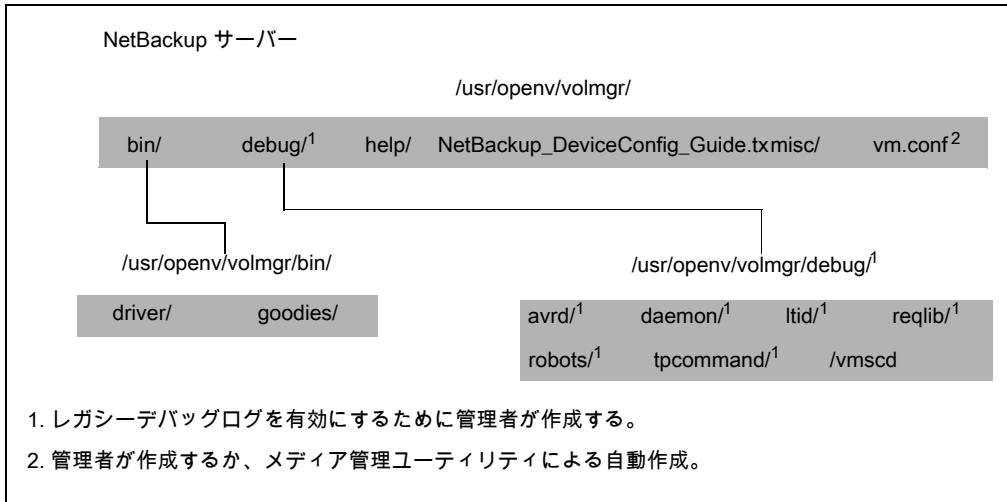 NetBackup サーバー
/usr/openv/volmgr/
bin/ debug/1 help/ NetBackup_DeviceConfig_Guide.txmisc/ vm.conf 2
/usr/openv/volmgr/bin/ /usr/openv/volmgr/debug/1
driver/ goodies/ avrd/1 daemon/1 ltid/1 reqlib/1
robots/1 tpcommand/1 /vmscd
1. レガシーデバッグログを有効にするために管理者が作成する。
2. 管理者が作成するか、メディア管理ユーティリティによる自動作成。